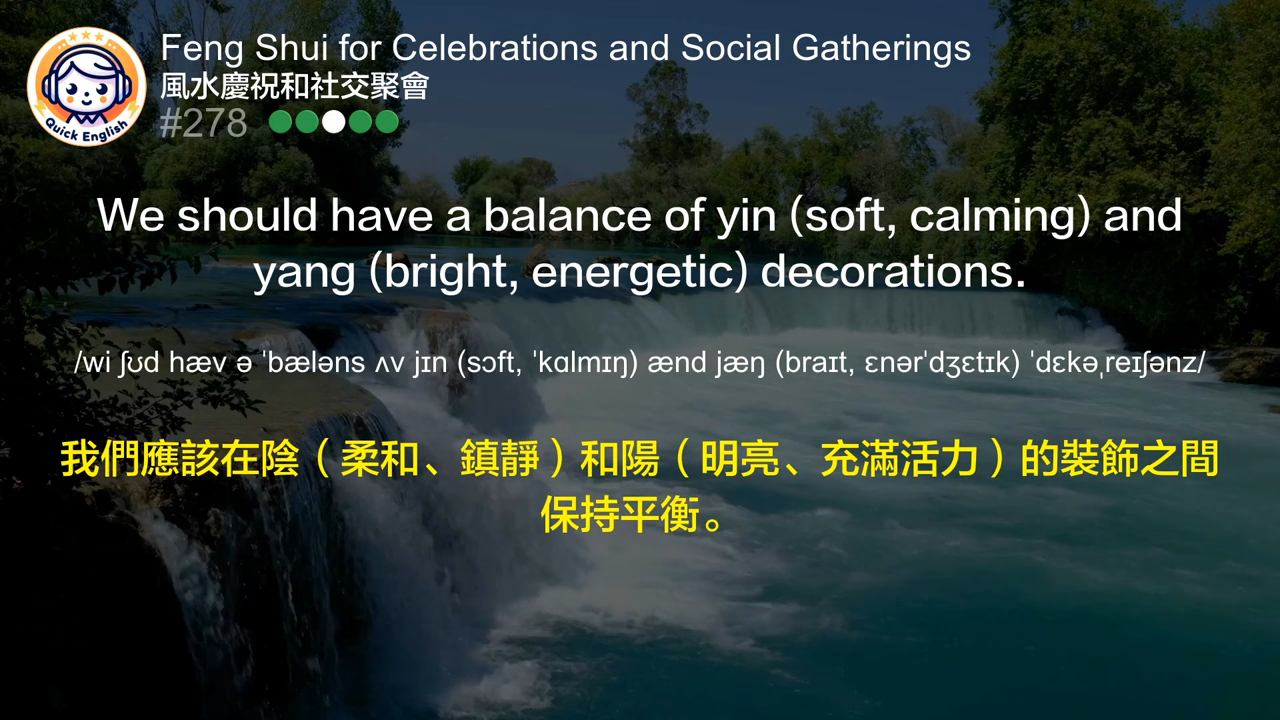 Feng Shui for Celebrations and Social Gatherings
風水慶祝和社交聚會
#278
Quick English
We should have a balance of yin (soft, calming) and
yang (bright, energetic) decorations.
/wi ʃʊd hæv ə ˈbæləns ʌv jɪn (sɔft, ˈkɑlmɪŋ) ænd jæŋ (braɪt, ɛnərˈdʒɛtɪk) ˈdɛkəˌreɪʃənz/
我們應該在陰（柔和、鎮靜）和陽（明亮、充滿活力）的裝飾之間
保持平衡。